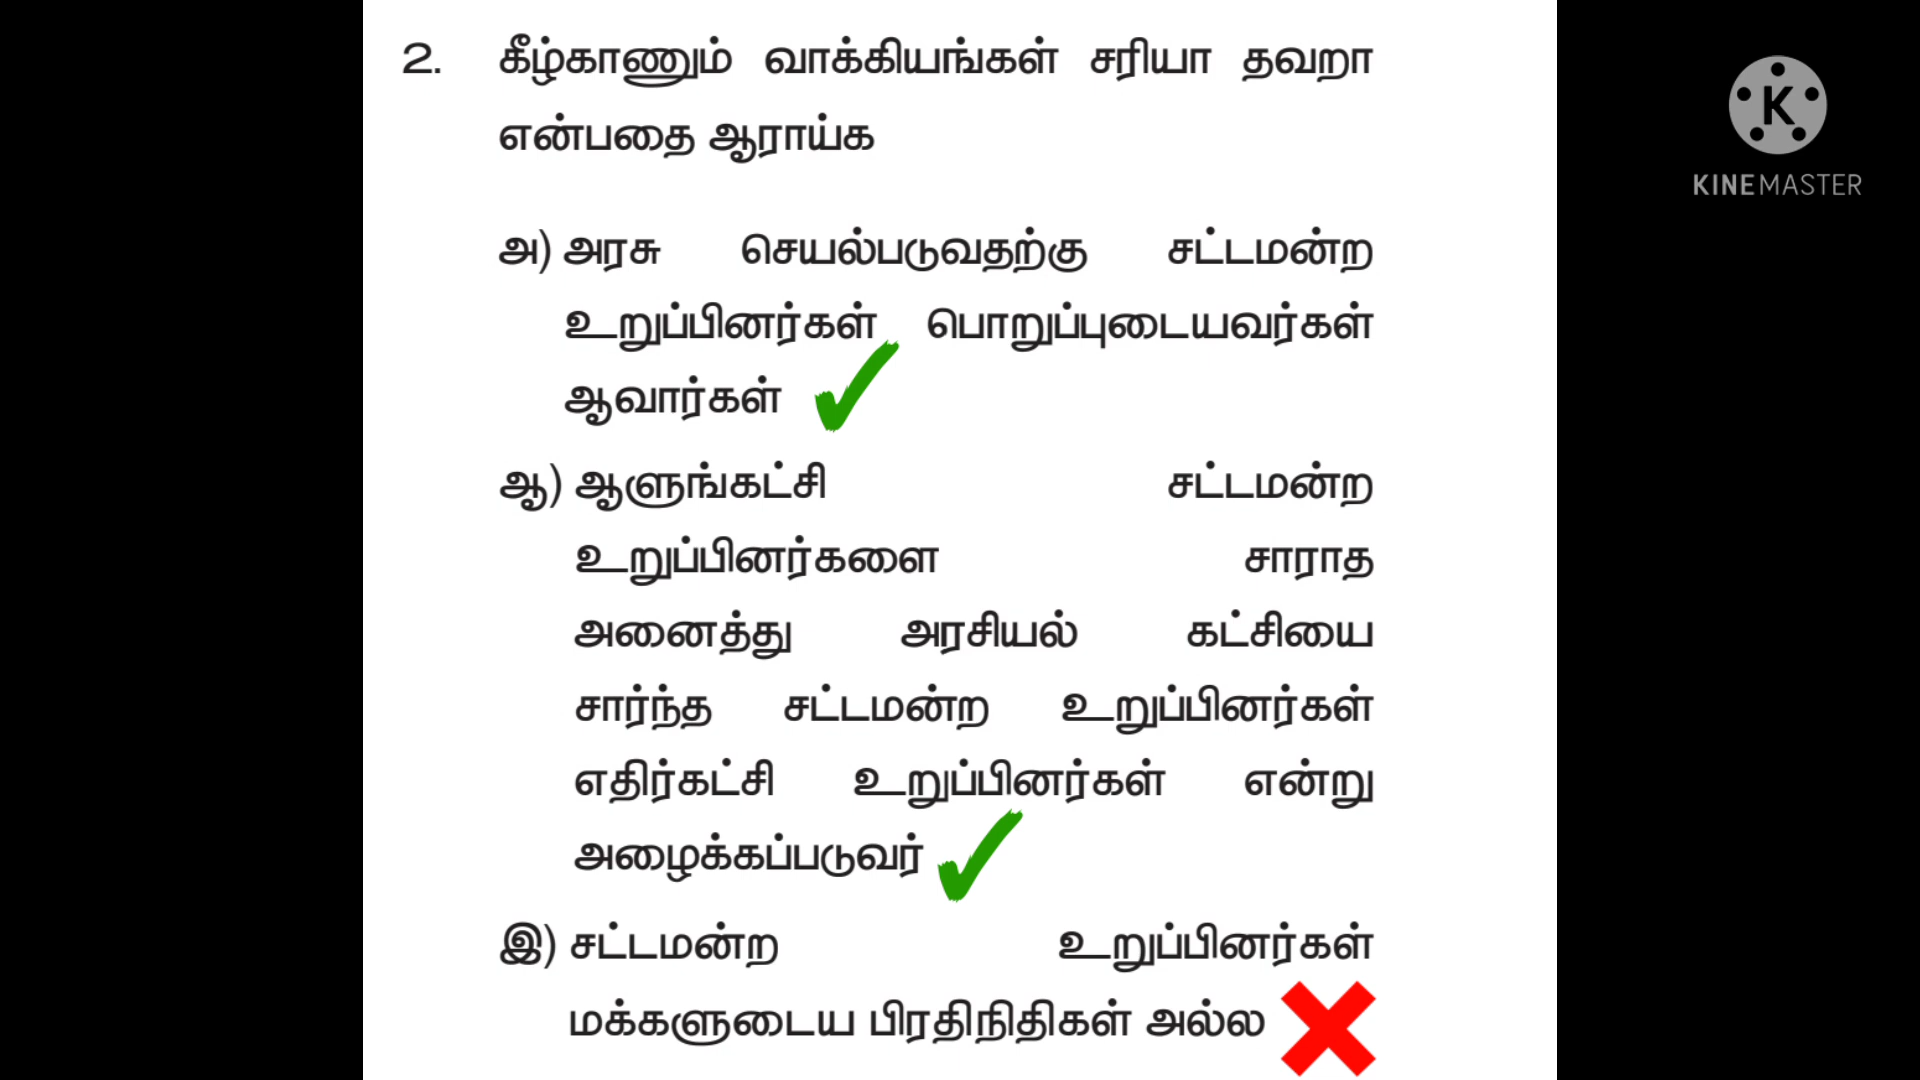 2. கீழ்காணும் வாக்கியங்கள் சரியா தவறா
என்பதை ஆராய்க
அ) அரசு செயல்படுவதற்கு சட்டமன்ற
உறுப்பினர்கள் பொறுப்புடையவர்கள்
ஆவார்கள்
ஆ) ஆளுங்கட்சி சட்டமன்ற
உறுப்பினர்களை சாராத
அனைத்து அரசியல் கட்சியை
சார்ந்த சட்டமன்ற உறுப்பினர்கள்
எதிர்கட்சி உறுப்பினர்கள் என்று
அழைக்கப்படுவர்
இ) சட்டமன்ற உறுப்பினர்கள்
மக்களுடைய பிரதிநிதிகள் அல்ல
K
KINEMASTER